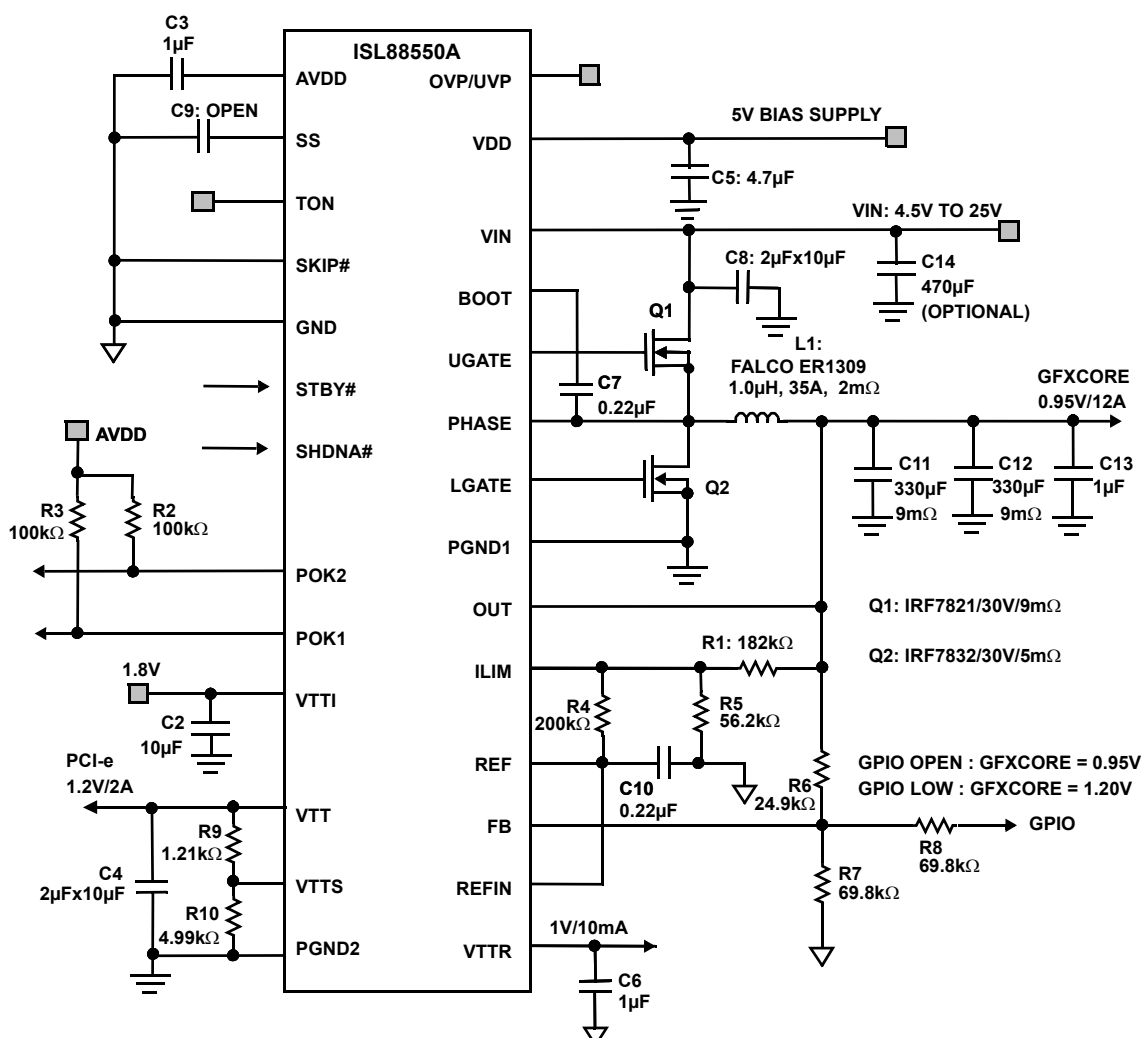 ISL88550A
C3
1µF
AVDD
C9: OPEN
SS
TON
SKIP#
GND
STBY#
AVDD
SHDNA#
R3
100kΩ
R2
100kΩ
POK2
POK1
1.8V
VTTI
C2
10µF
PCI-e
1.2V/2A
VTT
R9
1.21kΩ
C4
2µFx10µF
VTTS
R10
4.99kΩ
PGND2
OVP/UVP
5V BIAS SUPPLY
VDD
C5: 4.7µF
VIN: 4.5V TO 25V
VIN
C8: 2µFx10µF
C14
470µF
(OPTIONAL)
BOOT
Q1
L1:
FALCO ER1309
1.0µH, 35A, 2mΩ
UGATE
C7
0.22µF
GFXCORE
0.95V/12A
PHASE
LGATE
Q2
C11
330µF
9mΩ
C12
330µF
9mΩ
C13
1µF
PGND1
OUT
Q1: IRF7821/30V/9mΩ
R1: 182kΩ
Q2: IRF7832/30V/5mΩ
ILIM
R4
200kΩ
R5
56.2kΩ
REF
C10
0.22µF
R6
24.9kΩ
GPIO OPEN : GFXCORE = 0.95V
GPIO LOW : GFXCORE = 1.20V
FB
GPIO
R8
69.8kΩ
REFIN
R7
69.8kΩ
1V/10mA
VTTR
C6
1µF